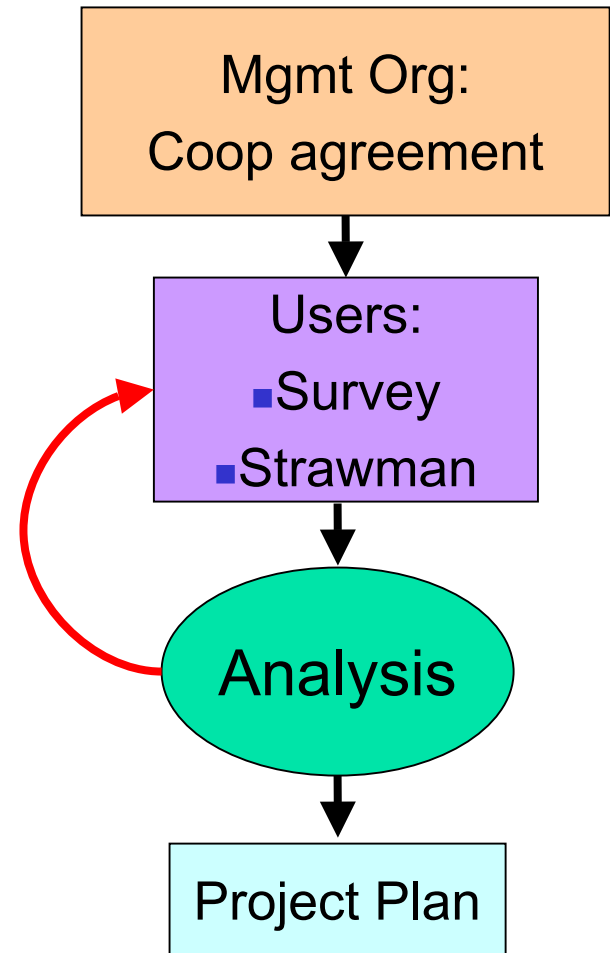 Mgmt Org:
Coop agreement
Users:
▪Survey
▪Strawman
Analysis
Project Plan